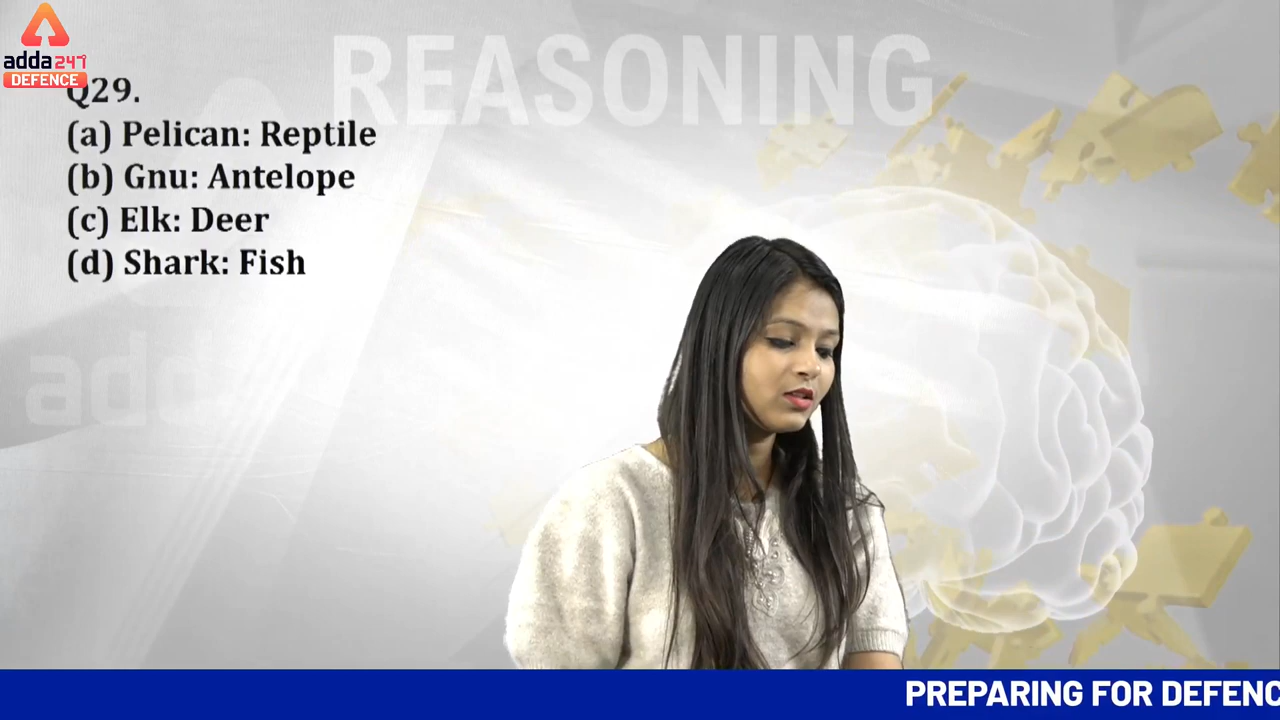 REASONING
adda247
DEFENCE
Q29.
(a) Pelican: Reptile
(b) Gnu: Antelope
(c) Elk: Deer
(d) Shark: Fish
PREPARING FOR DEFENC